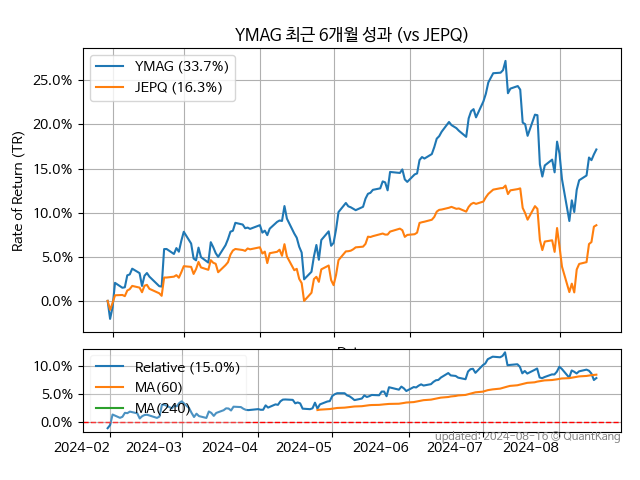 YMAG 최근 6개월 성과 (vs JEPQ)
YMAG (33.7%)
JEPQ (16.3%)
25.0%
20.0%
15.0%
10.0%
5.0%
0.0%
Rate of Return (TR)
Relative (15.0%)
MA(60)
MA(240)
10.0%
5.0%
0.0%
2024-02 2024-03 2024-04 2024-05 2024-06 2024-07 2024-08
updated: 2024-08-16 © QuantKang